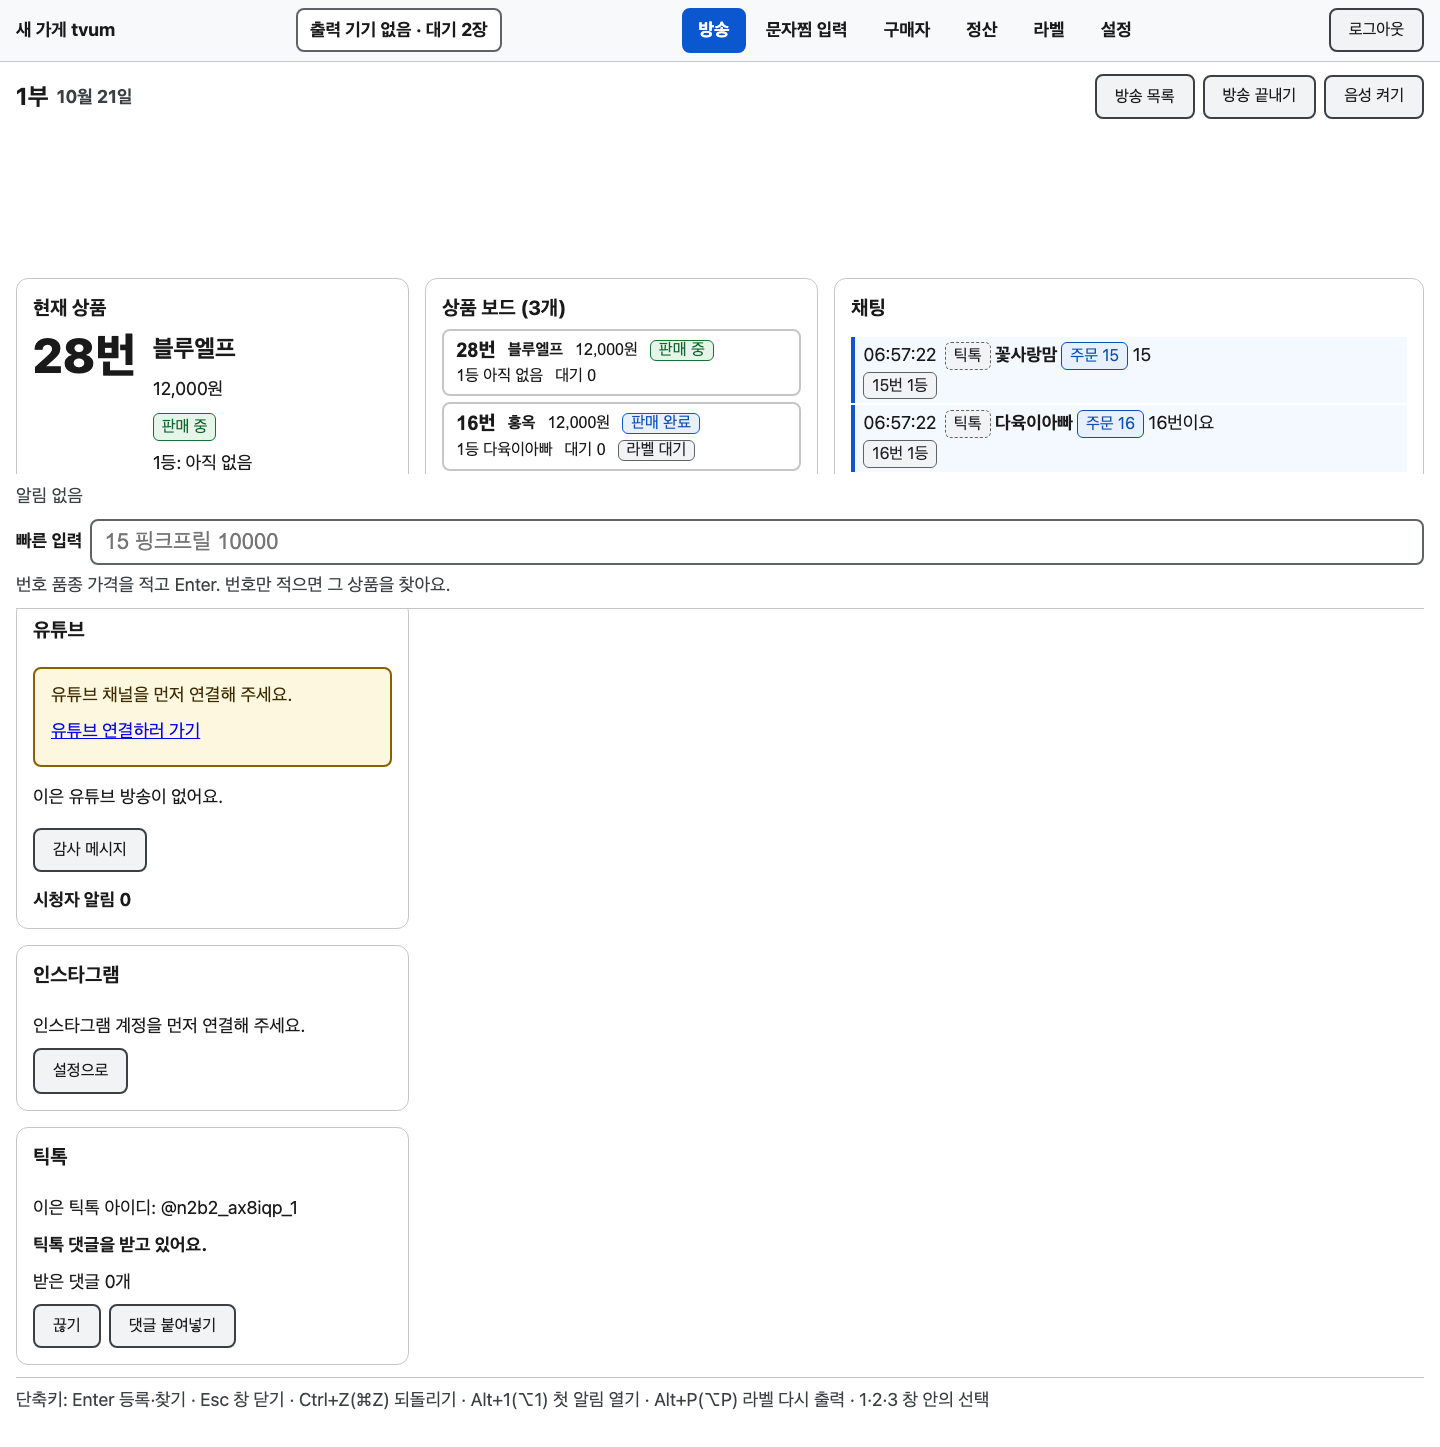 새 가게 tvum
출력 기기 없음 · 대기 2장
방송 문자찜 입력 구매자 정산 라벨 설정
로그아웃
1부 10월 21일
방송 목록 방송 끝내기 음성 켜기
현재 상품
28번 블루엘프
12,000원
판매 중
1등: 아직 없음
상품 보드 (3개)
28번 블루엘프 12,000원 판매 중
1등 아직 없음 대기 0
16번 홍옥 12,000원 판매 완료
1등 다육이아빠 대기 0 라벨 대기
채팅
06:57:22 틱톡 꽃사랑맘 주문 15 15
15번 1등
06:57:22 틱톡 다육이아빠 주문 16 16번이요
16번 1등
알림 없음
빠른 입력 15 핑크프릴 10000
번호 품종 가격을 적고 Enter. 번호만 적으면 그 상품을 찾아요.
유튜브
유튜브 채널을 먼저 연결해 주세요.
유튜브 연결하러 가기
이은 유튜브 방송이 없어요.
감사 메시지
시청자 알림 0
인스타그램
인스타그램 계정을 먼저 연결해 주세요.
설정으로
틱톡
이은 틱톡 아이디: @n2b2_ax8iqp_1
틱톡 댓글을 받고 있어요.
받은 댓글 0개
끊기 댓글 붙여넣기
단축키: Enter 등록·찾기 · Esc 창 닫기 · Ctrl+Z(⌘Z) 되돌리기 · Alt+1(⌥1) 첫 알림 열기 · Alt+P(⌥P) 라벨 다시 출력 · 1·2·3 창 안의 선택